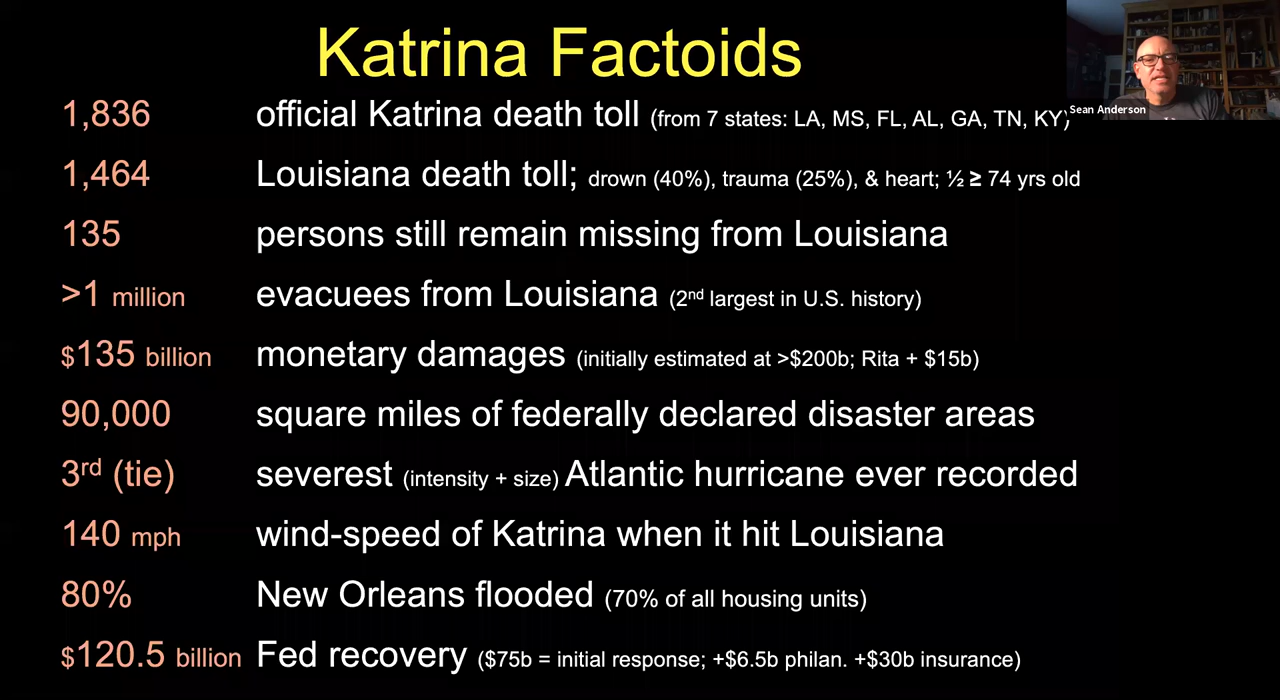 Katrina Factoids
1,836 official Katrina death toll (from 7 states: LA, MS, FL, AL, GA, TN, KY)
Sean Anderson
1,464 Louisiana death toll; drown (40%), trauma (25%), & heart; ½ ≥ 74 yrs old
135 persons still remain missing from Louisiana
>1 million evacuees from Louisiana (2nd largest in U.S. history)
$135 billion monetary damages (initially estimated at >$200b; Rita + $15b)
90,000 square miles of federally declared disaster areas
3rd (tie) severest (intensity + size) Atlantic hurricane ever recorded
140 mph wind-speed of Katrina when it hit Louisiana
80% New Orleans flooded (70% of all housing units)
$120.5 billion Fed recovery ($75b = initial response; +$6.5b philan. +$30b insurance)